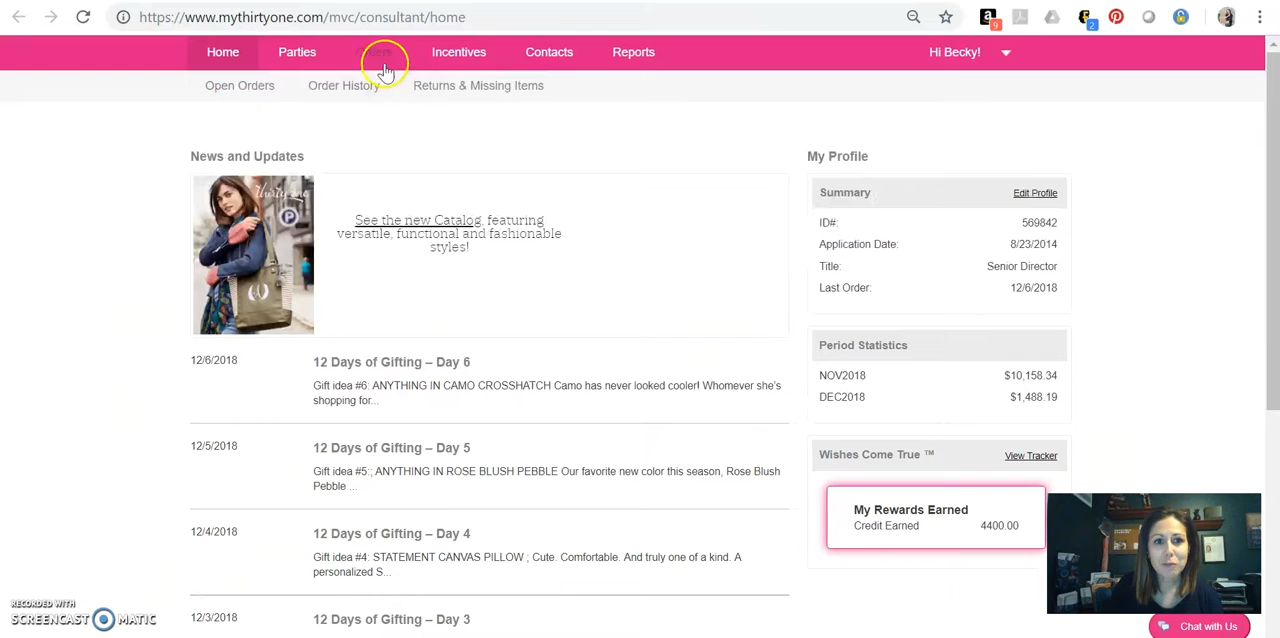 https://www.mythirtyone.com/mvc/consultant/home
9
2
Home Parties Orders Incentives Contacts Reports Hi Becky!
Open Orders Order History Returns & Missing Items
News and Updates
thirty-one
See the new Catalog, featuring
versatile, functional and fashionable
styles!
12/6/2018 12 Days of Gifting – Day 6
Gift idea #6: ANYTHING IN CAMO CROSSHATCH Camo has never looked cooler! Whomever she's
shopping for...
12/5/2018 12 Days of Gifting – Day 5
Gift idea #5:; ANYTHING IN ROSE BLUSH PEBBLE Our favorite new color this season, Rose Blush
Pebble ...
12/4/2018 12 Days of Gifting – Day 4
Gift idea #4: STATEMENT CANVAS PILLOW ; Cute. Comfortable. And truly one of a kind. A
personalized S...
12/3/2018 12 Days of Gifting – Day 3
My Profile
Summary Edit Profile
ID#: 569842
Application Date: 8/23/2014
Title: Senior Director
Last Order: 12/6/2018
Period Statistics
NOV2018 $10,158.34
DEC2018 $1,488.19
Wishes Come True ™ View Tracker
My Rewards Earned
Credit Earned 4400.00
Chat with Us
RECORDED WITH
SCREENCAST MATIC